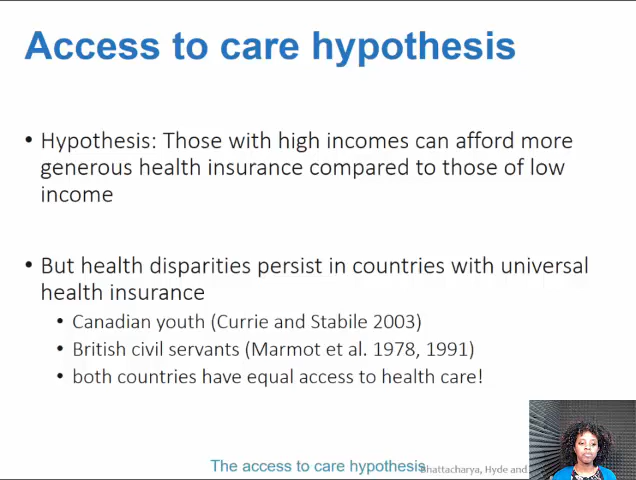 Access to care hypothesis
• Hypothesis: Those with high incomes can afford more
generous health insurance compared to those of low
income
• But health disparities persist in countries with universal
health insurance
• Canadian youth (Currie and Stabile 2003)
• British civil servants (Marmot et al. 1978, 1991)
• both countries have equal access to health care!
The access to care hypothesis
Bhattacharya, Hyde and